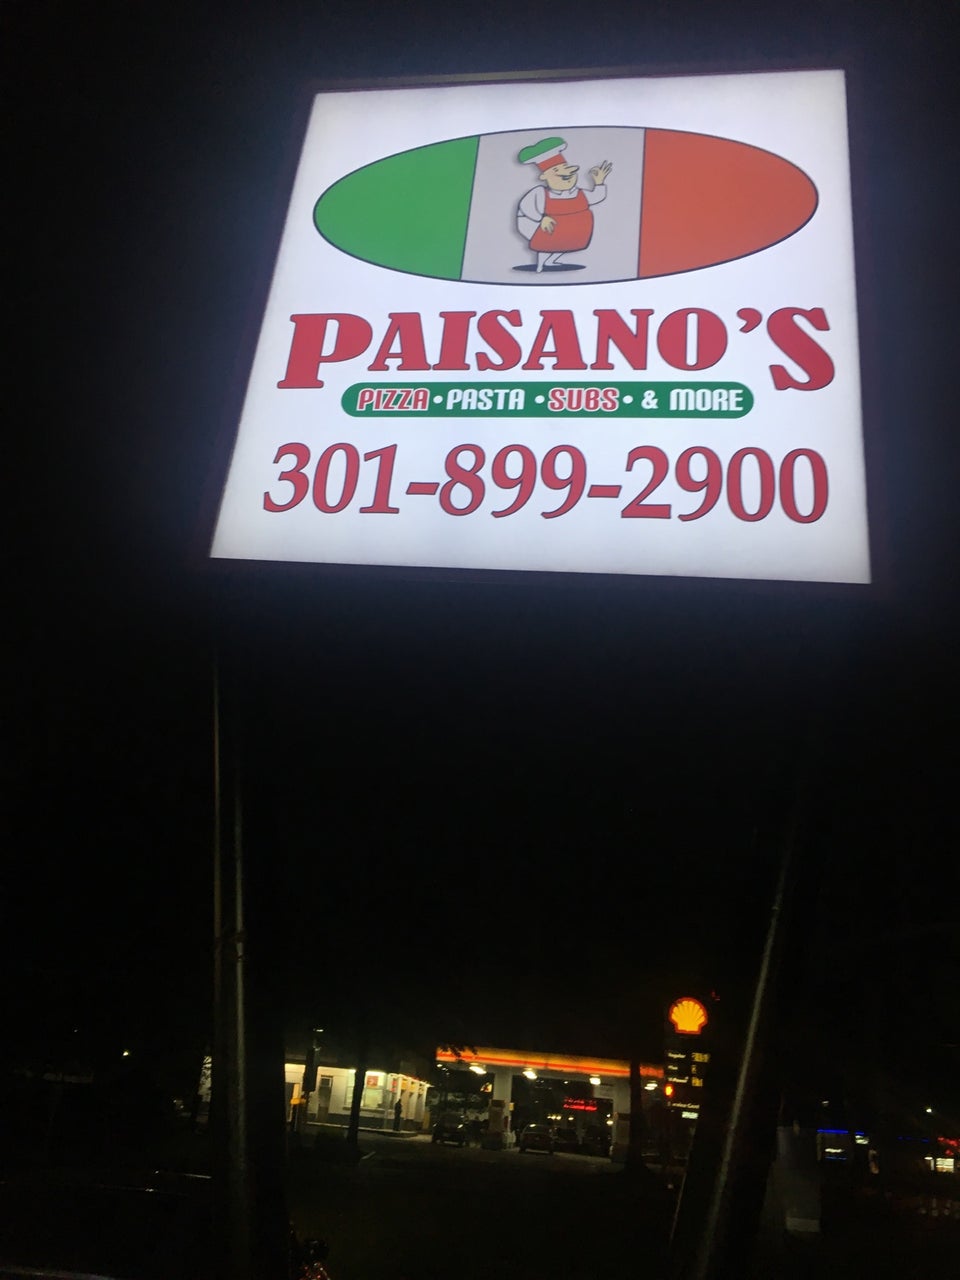 PAISANO'S
PIZZA • PASTA • SUBS • & MORE
301-899-2900